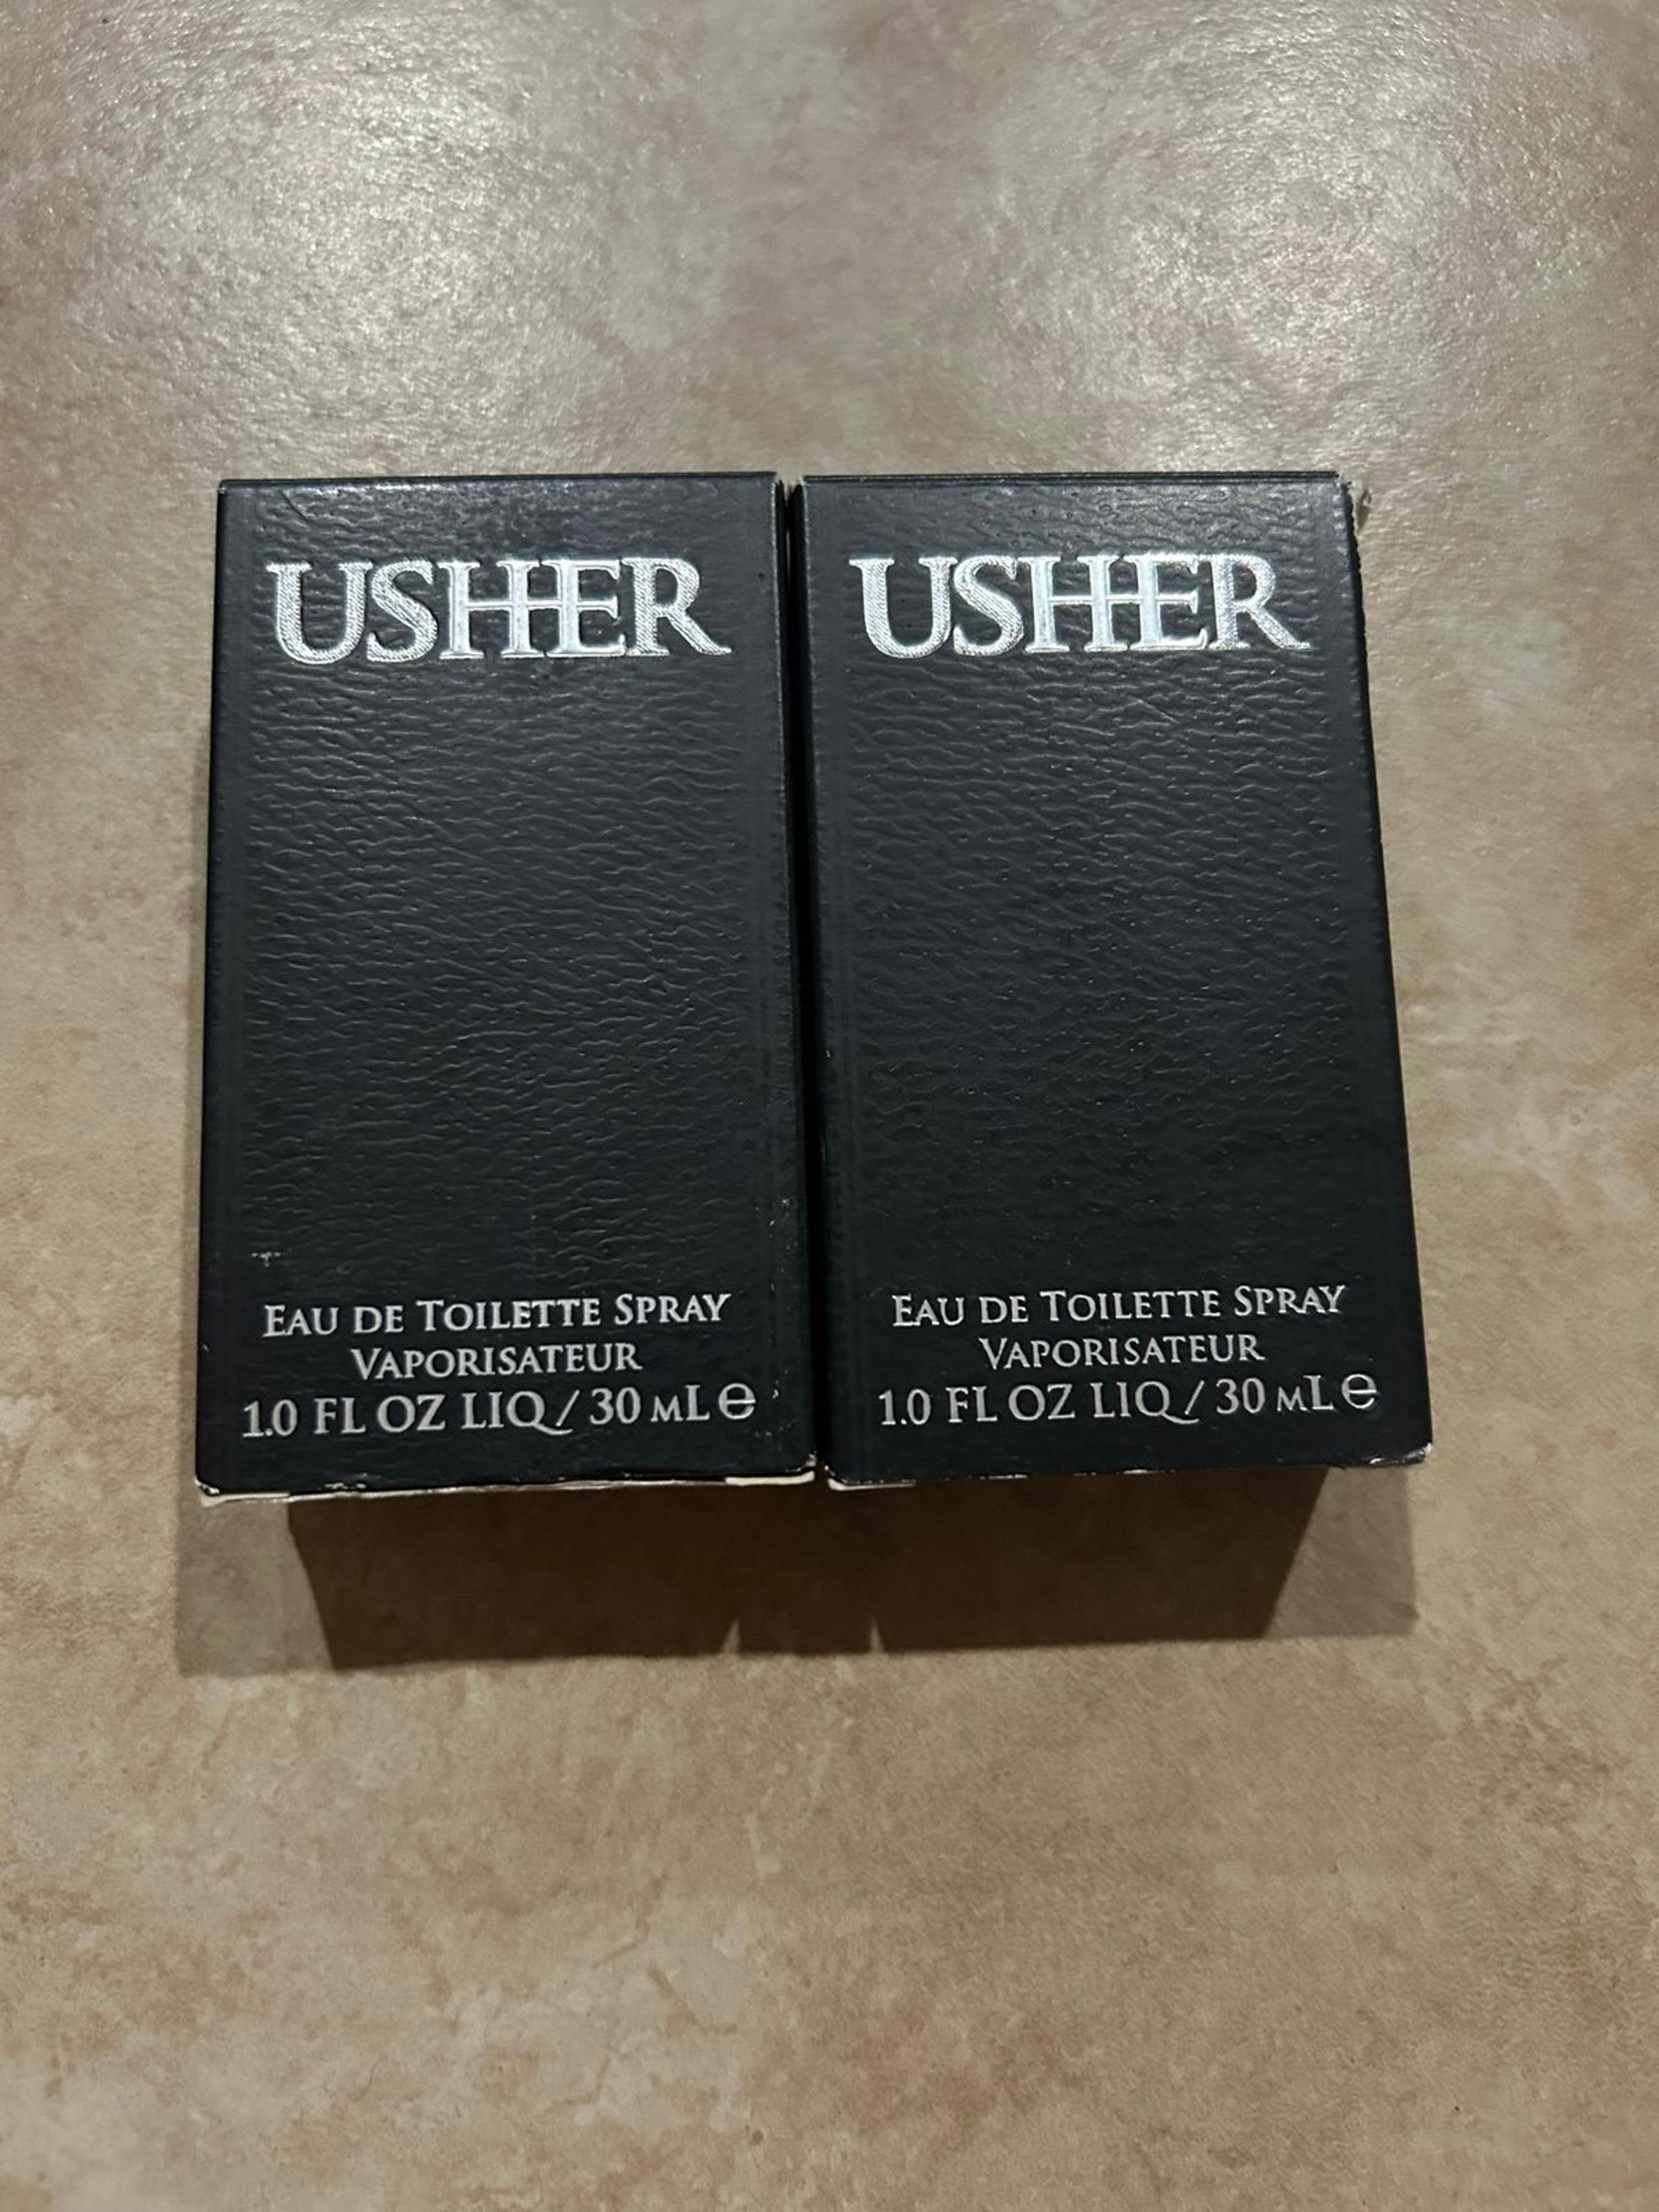 USHER
EAU DE TOILETTE SPRAY
VAPORISATEUR
1.0 FL OZ LIQ / 30 ML e
USHER
EAU DE TOILETTE SPRAY
VAPORISATEUR
1.0 FL OZ LIQ / 30 ML e